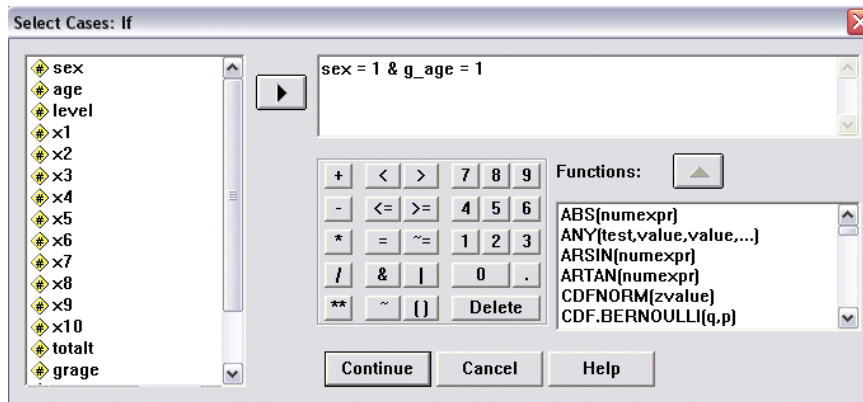 Select Cases: If
sex
age
level
x1
x2
x3
x4
x5
x6
x7
x8
x9
x10
totalt
grage
sex = 1 & g_age = 1
+ < > 7 8 9
- <= >= 4 5 6
* = ~= 1 2 3
/ & | 0 .
** ~ () Delete
Functions:
ABS(numexpr)
ANY(test,value,value,...)
ARSIN(numexpr)
ARTAN(numexpr)
CDFNORM(zvalue)
CDF.BERNOULLI(q,p)
Continue Cancel Help